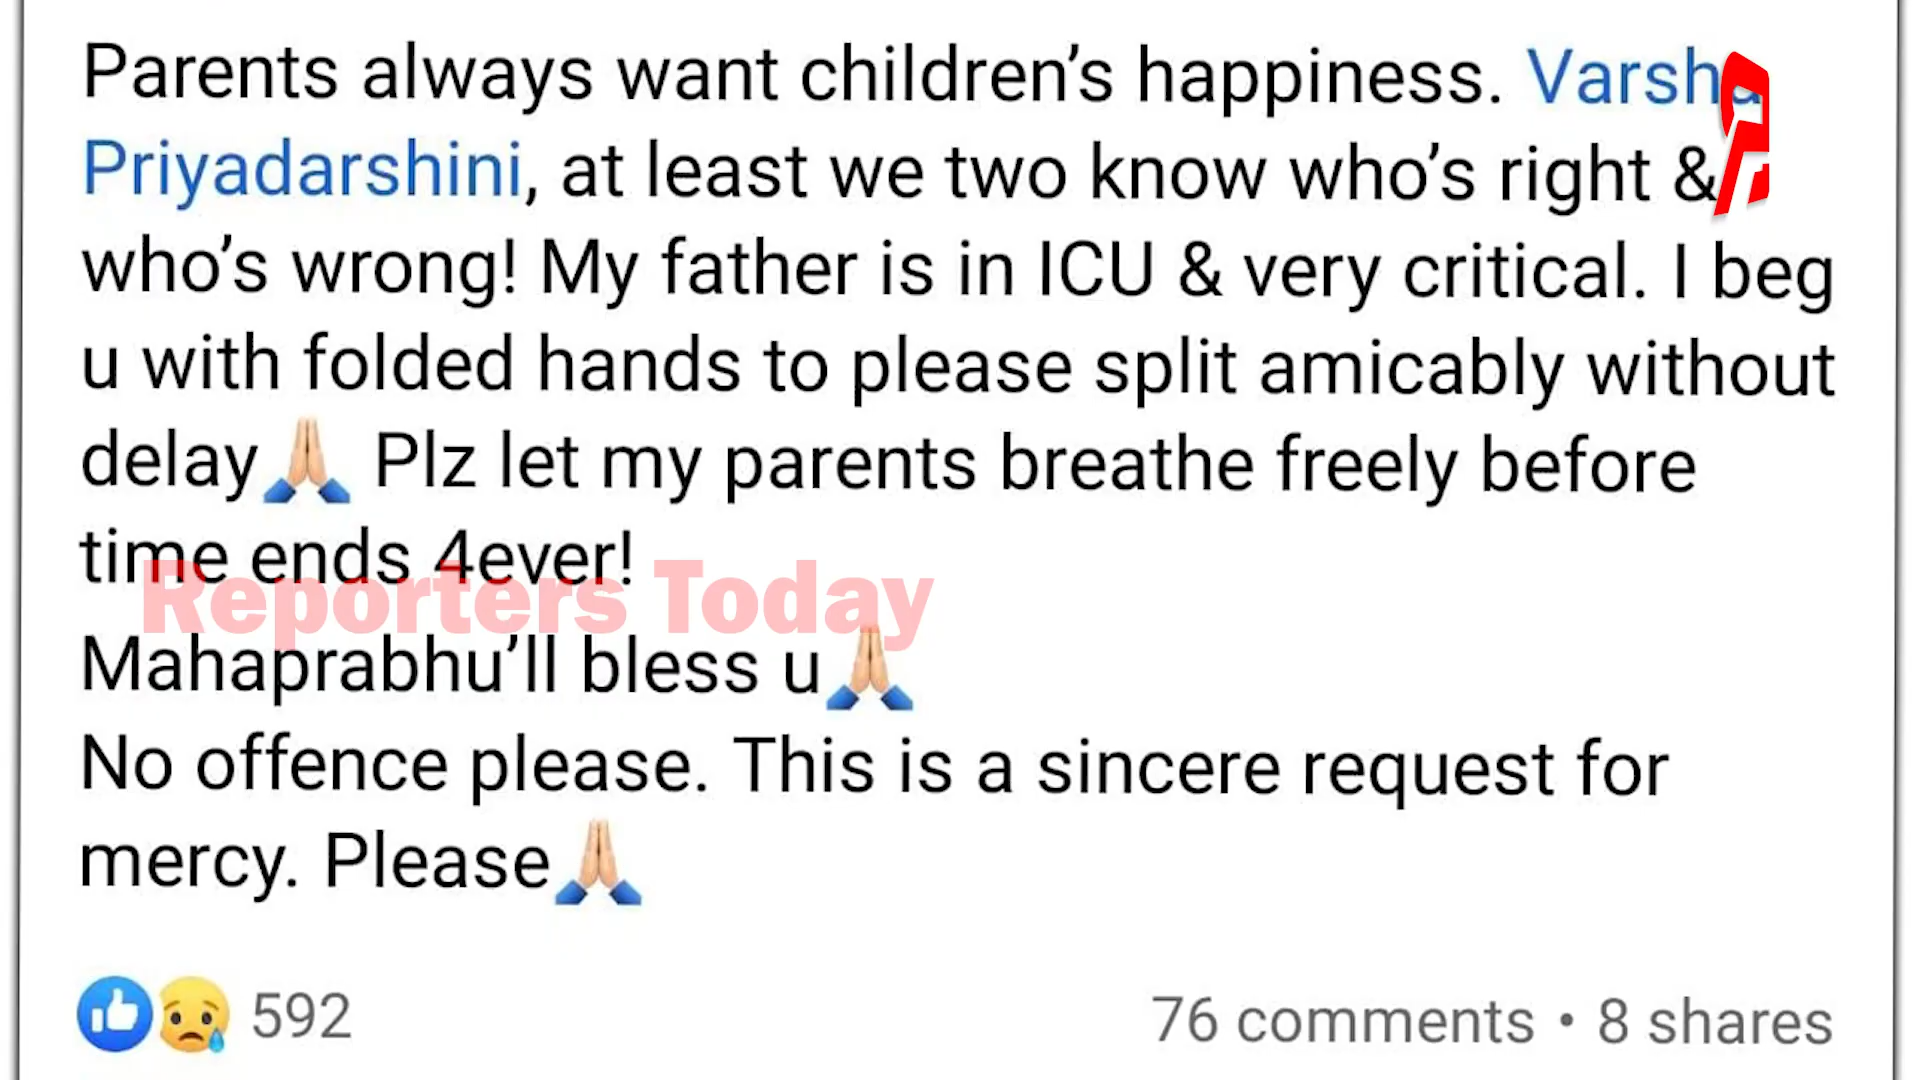 Parents always want children's happiness. Varsha
Priyadarshini, at least we two know who's right &
who's wrong! My father is in ICU & very critical. I beg
u with folded hands to please split amicably without
delay🙏🏻 Plz let my parents breathe freely before
time ends 4ever!
Reporters Today
Mahaprabhu'll bless u🙏🏻
No offence please. This is a sincere request for
mercy. Please🙏🏻
592
76 comments • 8 shares